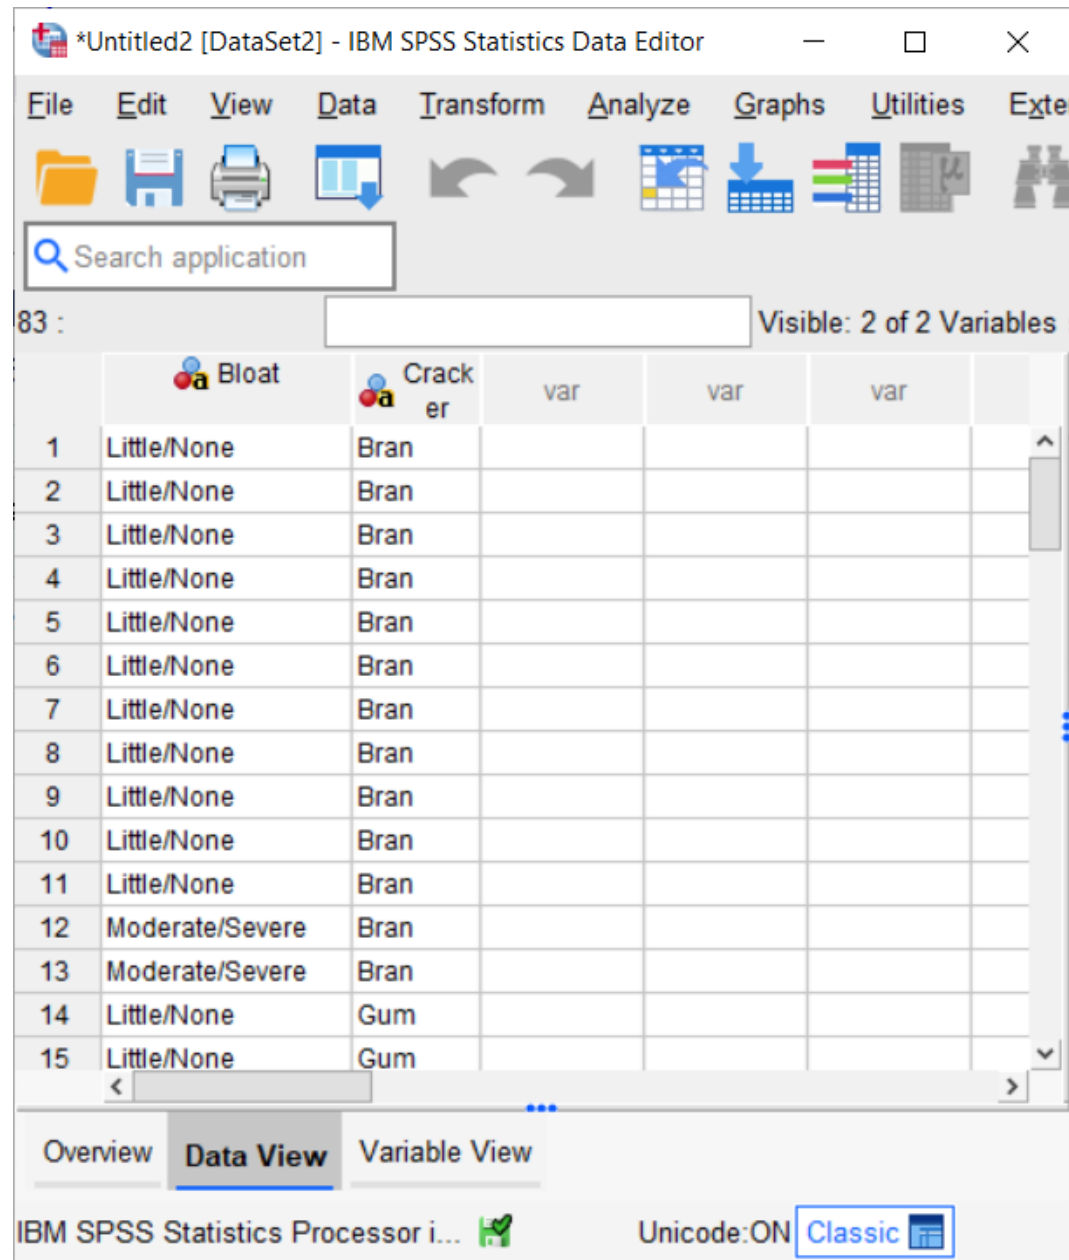 *Untitled2 [DataSet2] - IBM SPSS Statistics Data Editor
File Edit View Data Transform Analyze Graphs Utilities Exte
Search application
83 : Visible: 2 of 2 Variables
Bloat Crack er var var var
1 Little/None Bran
2 Little/None Bran
3 Little/None Bran
4 Little/None Bran
5 Little/None Bran
6 Little/None Bran
7 Little/None Bran
8 Little/None Bran
9 Little/None Bran
10 Little/None Bran
11 Little/None Bran
12 Moderate/Severe Bran
13 Moderate/Severe Bran
14 Little/None Gum
15 Little/None Gum
Overview Data View Variable View
IBM SPSS Statistics Processor i... Unicode:ON Classic